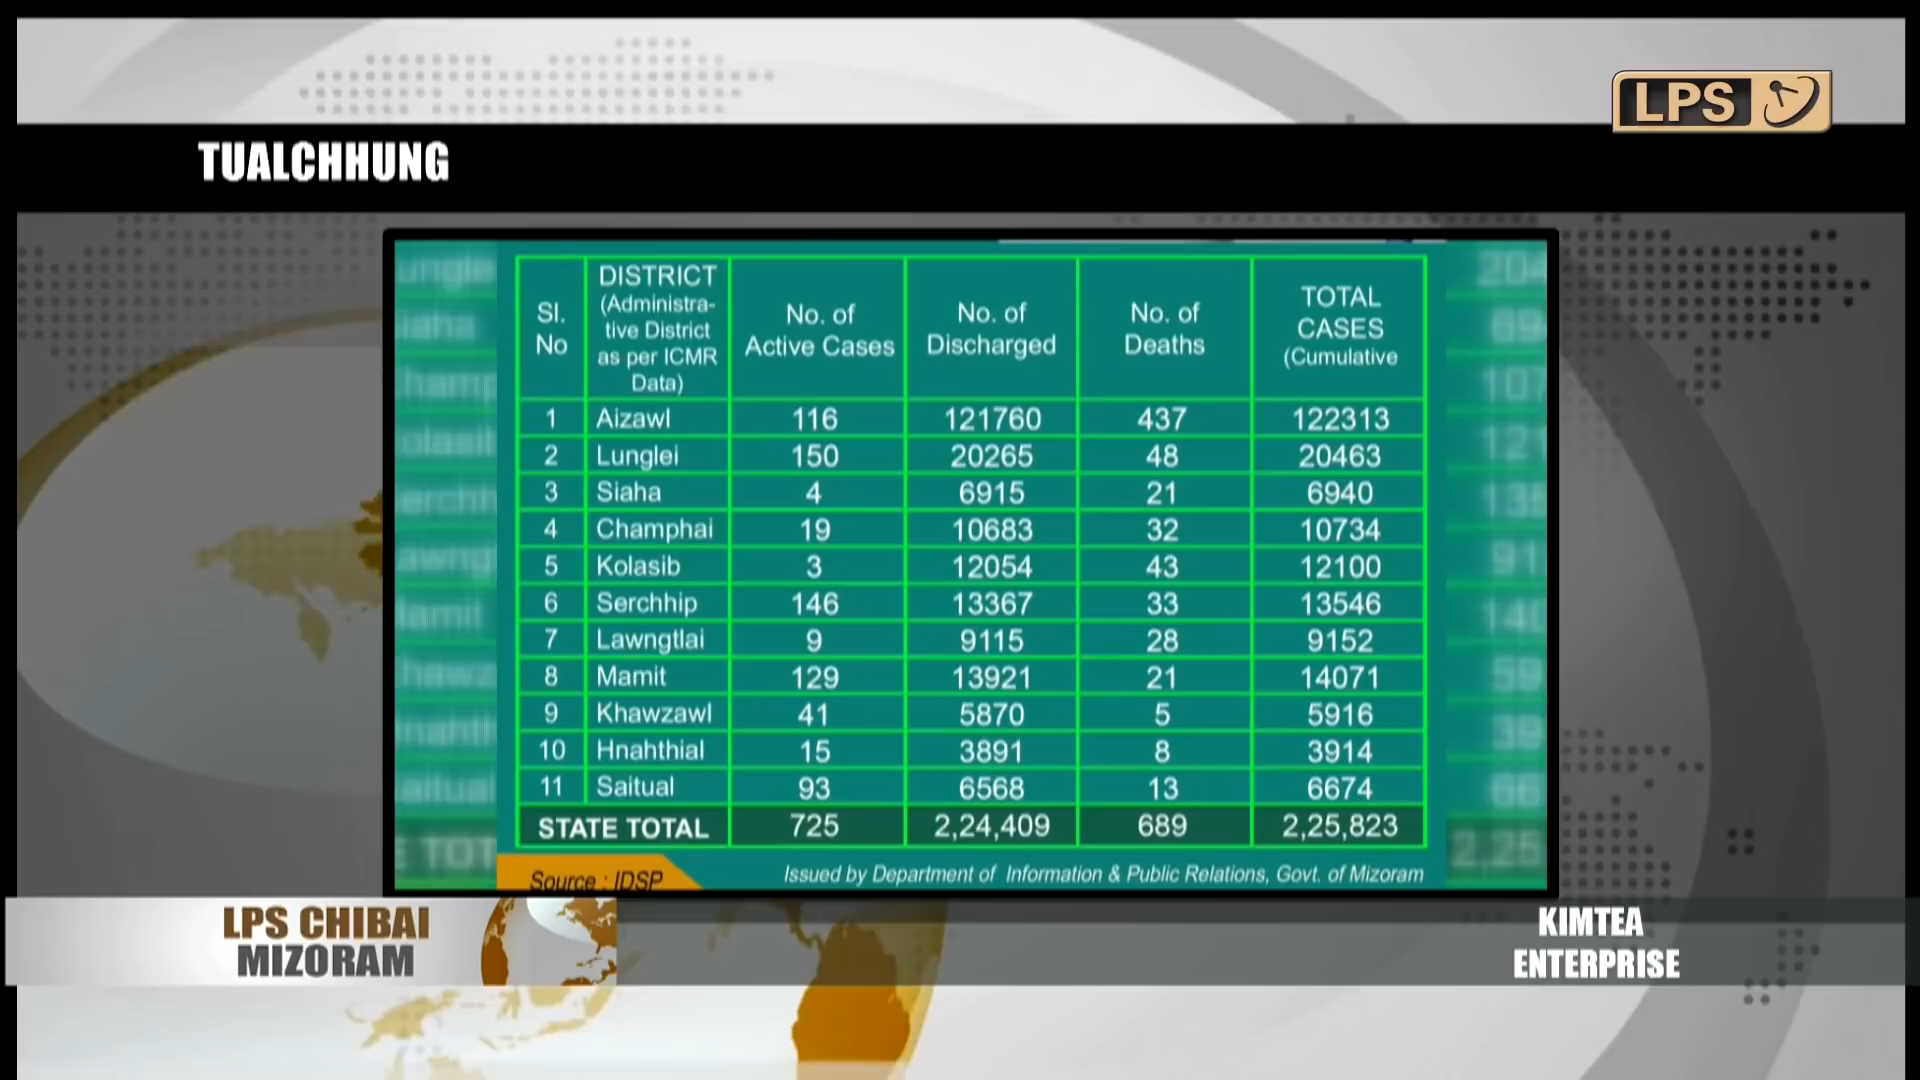 LPS
TUALCHHUNG
Sl. No
DISTRICT
(Administra-
tive District
as per ICMR
Data)
No. of
Active Cases
No. of
Discharged
No. of
Deaths
TOTAL
CASES
(Cumulative
1 Aizawl 116 121760 437 122313
2 Lunglei 150 20265 48 20463
3 Siaha 4 6915 21 6940
4 Champhai 19 10683 32 10734
5 Kolasib 3 12054 43 12100
6 Serchhip 146 13367 33 13546
7 Lawngtlai 9 9115 28 9152
8 Mamit 129 13921 21 14071
9 Khawzawl 41 5870 5 5916
10 Hnahthial 15 3891 8 3914
11 Saitual 93 6568 13 6674
STATE TOTAL 725 2,24,409 689 2,25,823
Source : IDSP
Issued by Department of Information & Public Relations, Govt. of Mizoram
LPS CHIBAI
MIZORAM
KIMTEA
ENTERPRISE